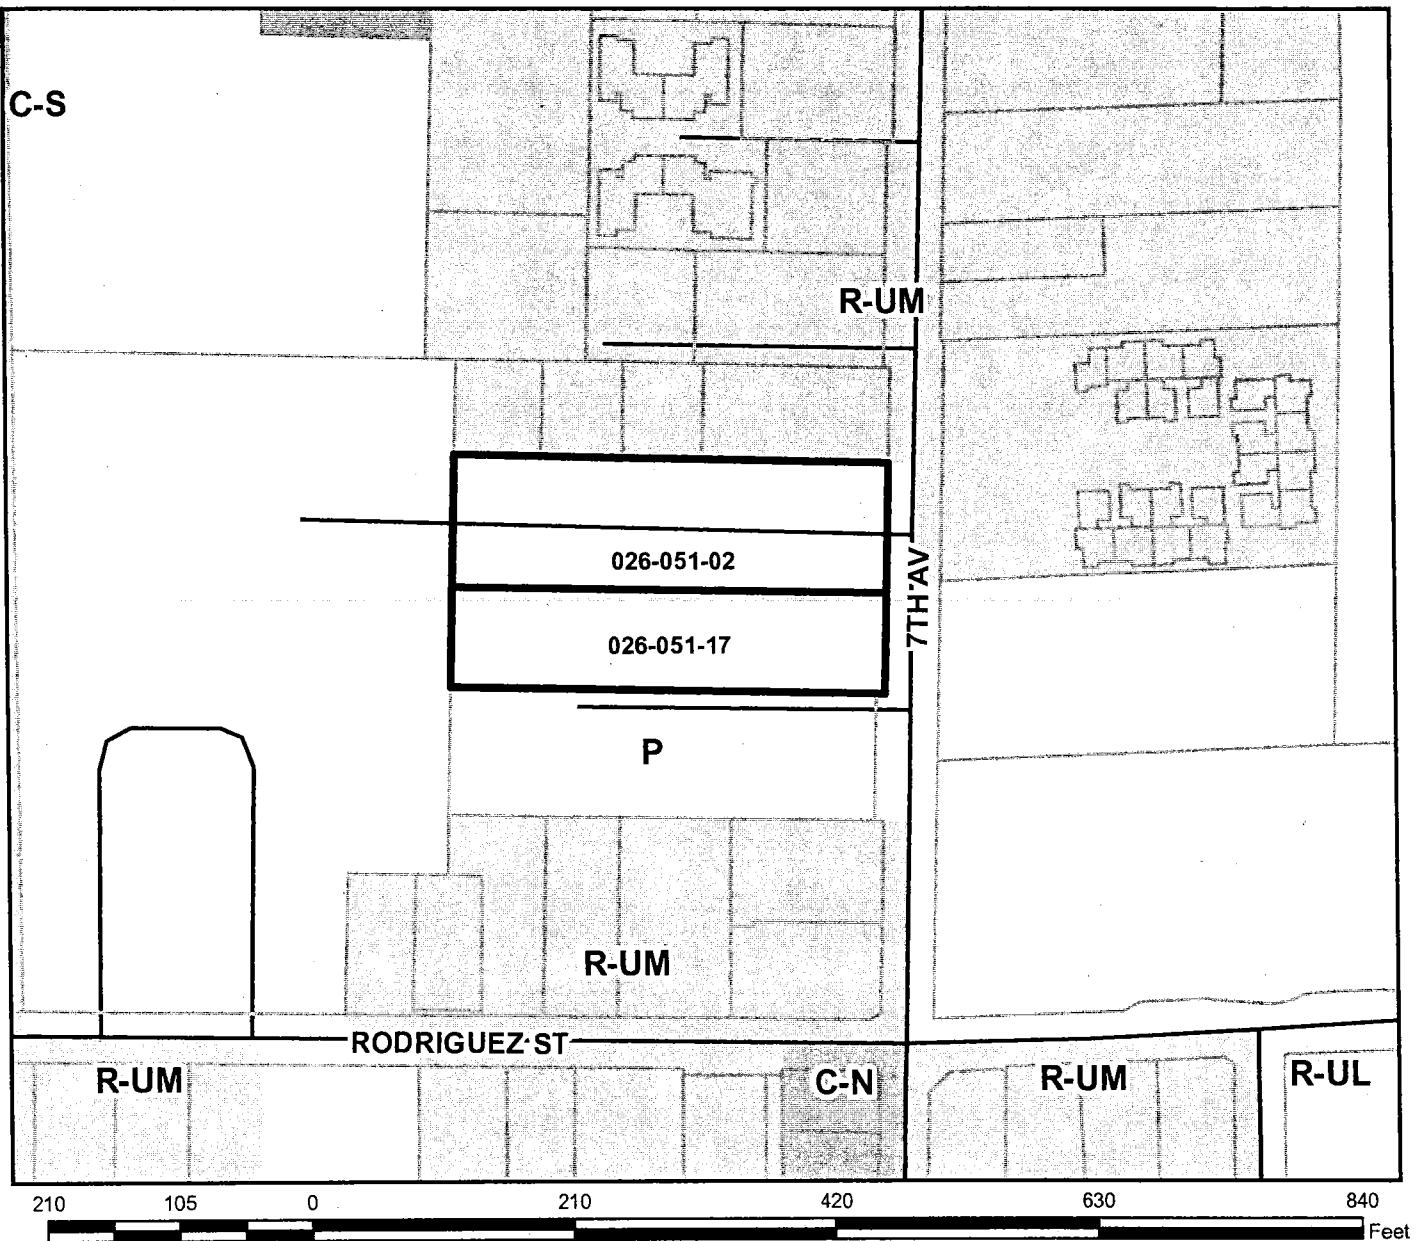 C-S
R-UM
026-051-02
7TH AV
026-051-17
P
R-UM
RODRIGUEZ ST
R-UM
C-N
R-UM
R-UL
210 105 0 210 420 630 840
Feet